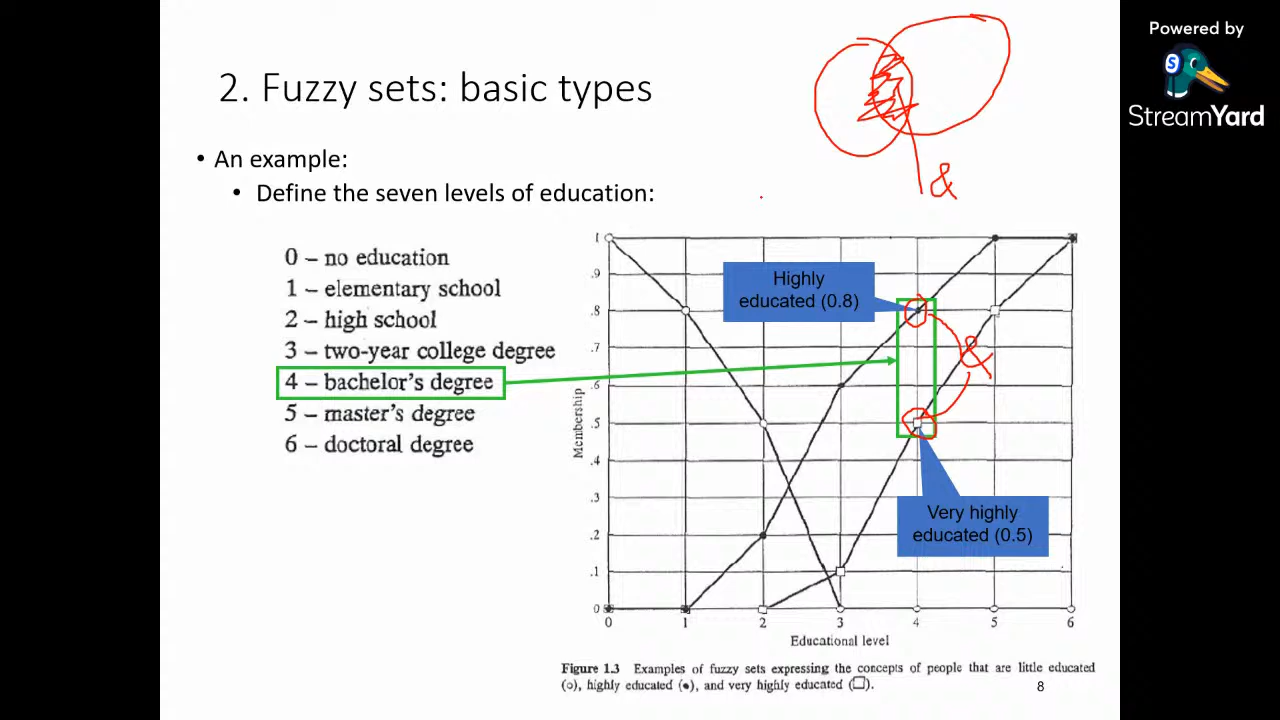 Powered by
StreamYard
2. Fuzzy sets: basic types
&
• An example:
• Define the seven levels of education:
0 – no education
1 – elementary school
2 – high school
3 – two-year college degree
4 – bachelor's degree
5 – master's degree
6 – doctoral degree
Membership
1
.9
.8
.7
.6
.5
.4
.3
.2
.1
0
Highly
educated (0.8)
&
Very highly
educated (0.5)
0 1 2 3 4 5 6
Educational level
Figure 1.3 Examples of fuzzy sets expressing the concepts of people that are little educated
(○), highly educated (●), and very highly educated (□).
8